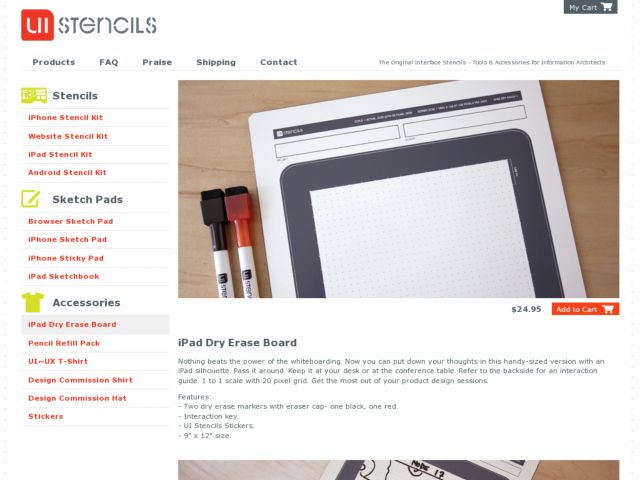 My Cart
UI STENCILS
Products FAQ Praise Shipping Contact
The Original Interface Stencils - Tools & Accessories for Information Architects
Stencils
iPhone Stencil Kit
Website Stencil Kit
iPad Stencil Kit
Android Stencil Kit
Sketch Pads
Browser Sketch Pad
iPhone Sketch Pad
iPhone Sticky Pad
iPad Sketchbook
Accessories
iPad Dry Erase Board
Pencil Refill Pack
UI~UX T-Shirt
Design Commission Shirt
Design Commission Hat
Stickers
UI STENCILS
UI STENCILS
$24.95 Add to Cart
iPad Dry Erase Board
Nothing beats the power of the whiteboarding. Now you can put down your thoughts in this handy-sized version with an
iPad silhouette. Pass it around. Keep it at your desk or at the conference table. Refer to the backside for an interaction
guide. 1 to 1 scale with 20 pixel grid. Get the most out of your product design sessions.
Features:
- Two dry erase markers with eraser cap- one black, one red.
- Interaction key.
- UI Stencils Stickers.
- 9" x 12" size.
NODE 12